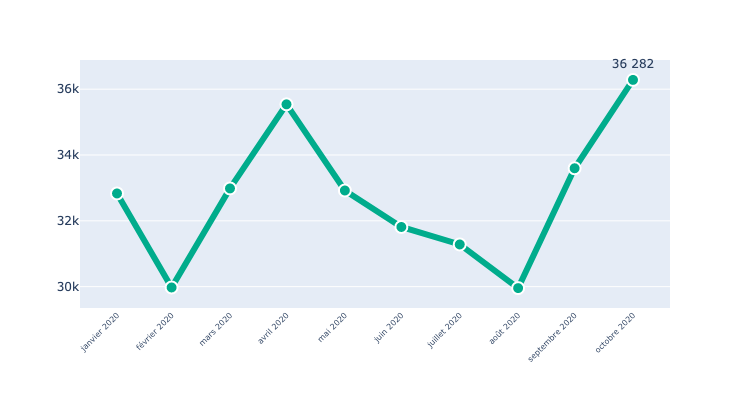 36 282
36k
34k
32k
30k
janvier 2020
février 2020
mars 2020
avril 2020
mai 2020
juin 2020
juillet 2020
août 2020
septembre 2020
octobre 2020